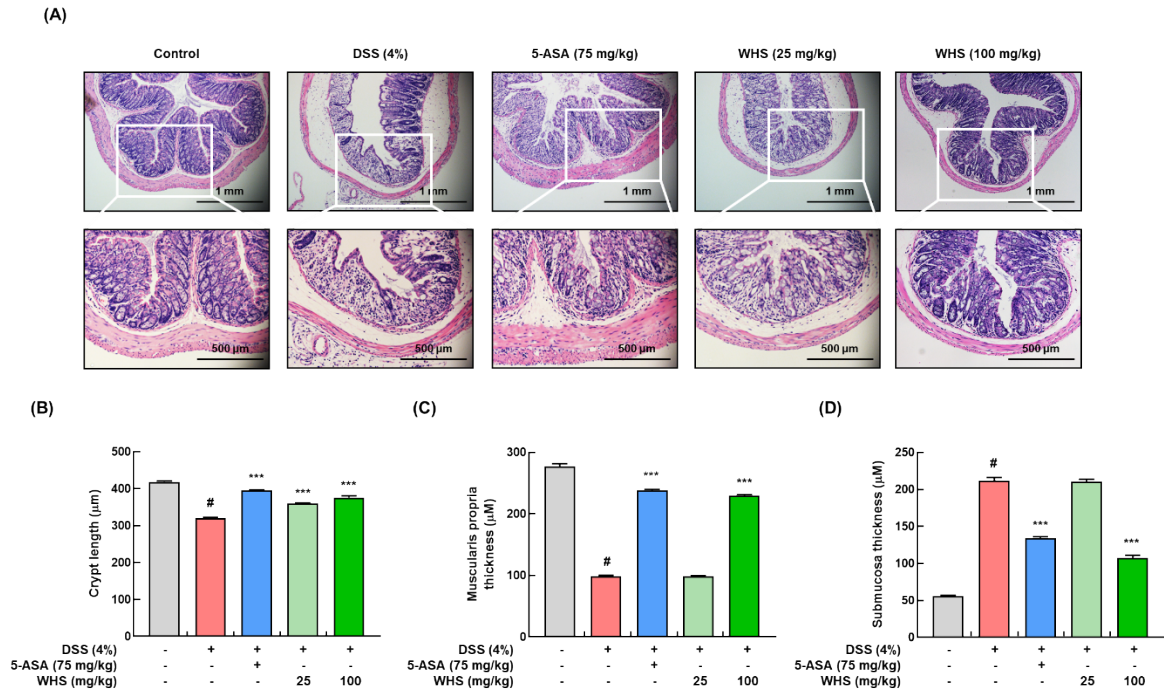 (A)
Control DSS (4%) 5-ASA (75 mg/kg) WHS (25 mg/kg) WHS (100 mg/kg)
1 mm 1 mm 1 mm 1 mm 1 mm
500 µm 500 µm 500 µm 500 µm 500 µm
(B)
500
400
300
200
100
0
Crypt length (µm)
#
***
***
***
DSS (4%) - + + + +
5-ASA (75 mg/kg) - - + - -
WHS (mg/kg) - - - 25 100
(C)
300
200
100
0
Muscularis propria
thickness (µM)
#
***
***
DSS (4%) - + + + +
5-ASA (75 mg/kg) - - + - -
WHS (mg/kg) - - - 25 100
(D)
250
200
150
100
50
0
Submucosa thickness (µM)
#
***
***
DSS (4%) - + + + +
5-ASA (75 mg/kg) - - + - -
WHS (mg/kg) - - - 25 100